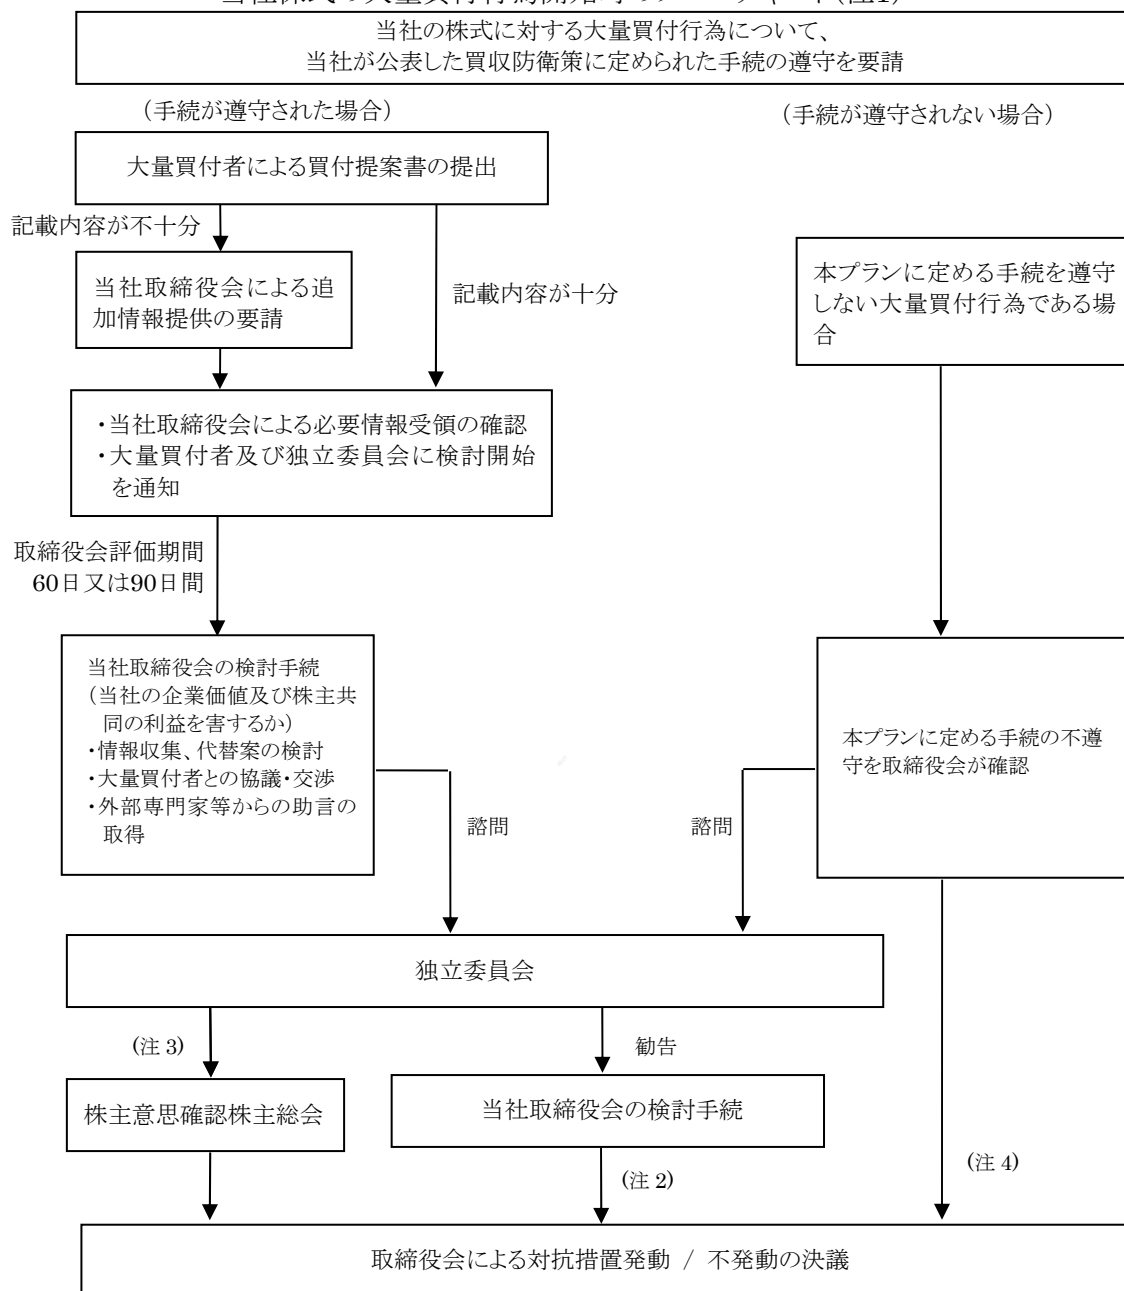 当社の株式に対する大量買付行為について、
当社が公表した買収防衛策に定められた手続の遵守を要請
（手続が遵守された場合）
（手続が遵守されない場合）
大量買付者による買付提案書の提出
記載内容が不十分
当社取締役会による追
加情報提供の要請
記載内容が十分
本プランに定める手続を遵守
しない大量買付行為である場
合
・当社取締役会による必要情報受領の確認
・大量買付者及び独立委員会に検討開始
を通知
取締役会評価期間
60日又は90日間
当社取締役会の検討手続
（当社の企業価値及び株主共
同の利益を害するか）
・情報収集、代替案の検討
・大量買付者との協議・交渉
・外部専門家等からの助言の
取得
本プランに定める手続の不遵
守を取締役会が確認
諮問
諮問
独立委員会
(注 3)
勧告
株主意思確認株主総会
当社取締役会の検討手続
(注 2)
(注 4)
取締役会による対抗措置発動 / 不発動の決議